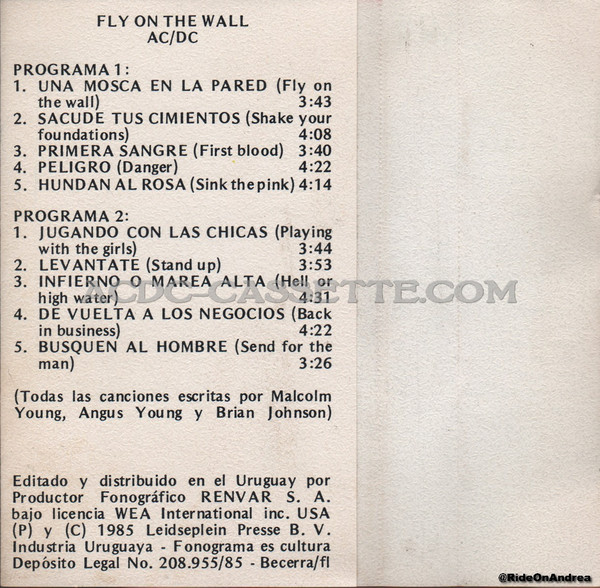 FLY ON THE WALL
AC/DC
PROGRAMA 1:
1. UNA MOSCA EN LA PARED (Fly on
the wall) 3:43
2. SACUDE TUS CIMIENTOS (Shake your
foundations) 4:08
3. PRIMERA SANGRE (First blood) 3:40
4. PELIGRO (Danger) 4:22
5. HUNDAN AL ROSA (Sink the pink) 4:14
PROGRAMA 2:
1. JUGANDO CON LAS CHICAS (Playing
with the girls) 3:44
2. LEVANTATE (Stand up) 3:53
3. INFIERNO O MAREA ALTA (Hell or
high water) 4:31
ACDC-CASSETTE.COM
4. DE VUELTA A LOS NEGOCIOS (Back
in business) 4:22
5. BUSQUEN AL HOMBRE (Send for the
man) 3:26
(Todas las canciones escritas por Malcolm
Young, Angus Young y Brian Johnson)
Editado y distribuido en el Uruguay por
Productor Fonográfico RENVAR S. A.
bajo licencia WEA International inc. USA
(P) y (C) 1985 Leidseplein Presse B. V.
Industria Uruguaya - Fonograma es cultura
Depósito Legal No. 208.955/85 - Becerra/fl
@RideOnAndrea